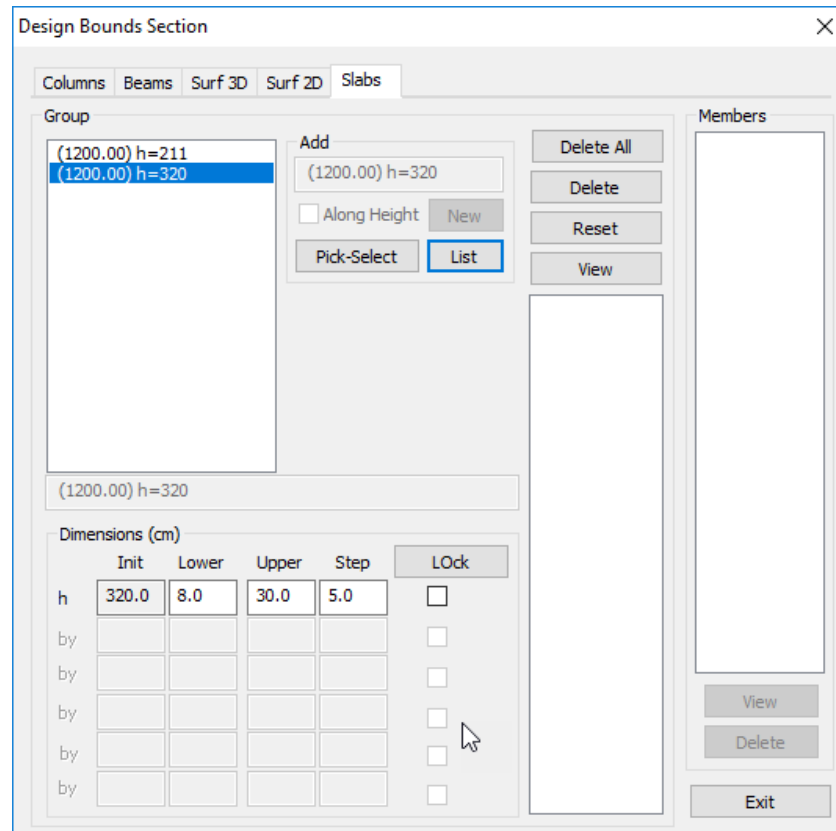 Design Bounds Section
Columns Beams Surf 3D Surf 2D Slabs
Group
(1200.00) h=211
(1200.00) h=320
Add
(1200.00) h=320
Along Height New
Pick-Select List
Delete All
Delete
Reset
View
(1200.00) h=320
Dimensions (cm)
Init Lower Upper Step LOck
h 320.0 8.0 30.0 5.0
by
by
by
by
by
Members
View
Delete
Exit